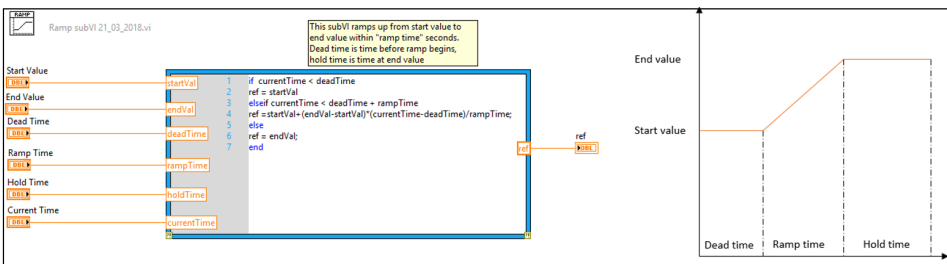 RAMP
Ramp subVI 21_03_2018.vi
This subVI ramps up from start value to
end value within "ramp time" seconds.
Dead time is time before ramp begins,
hold time is time at end value
Start Value
DBL
End Value
DBL
Dead Time
DBL
Ramp Time
DBL
Hold Time
DBL
Current Time
DBL
startVal
endVal
deadTime
rampTime
holdTime
currentTime
1 if currentTime < deadTime
2 ref = startVal
3 elseif currentTime < deadTime + rampTime
4 ref =startVal+(endVal-startVal)*(currentTime-deadTime)/rampTime;
5 else
6 ref = endVal;
7 end
ref
ref
DBL
End value
Start value
Dead time
Ramp time
Hold time